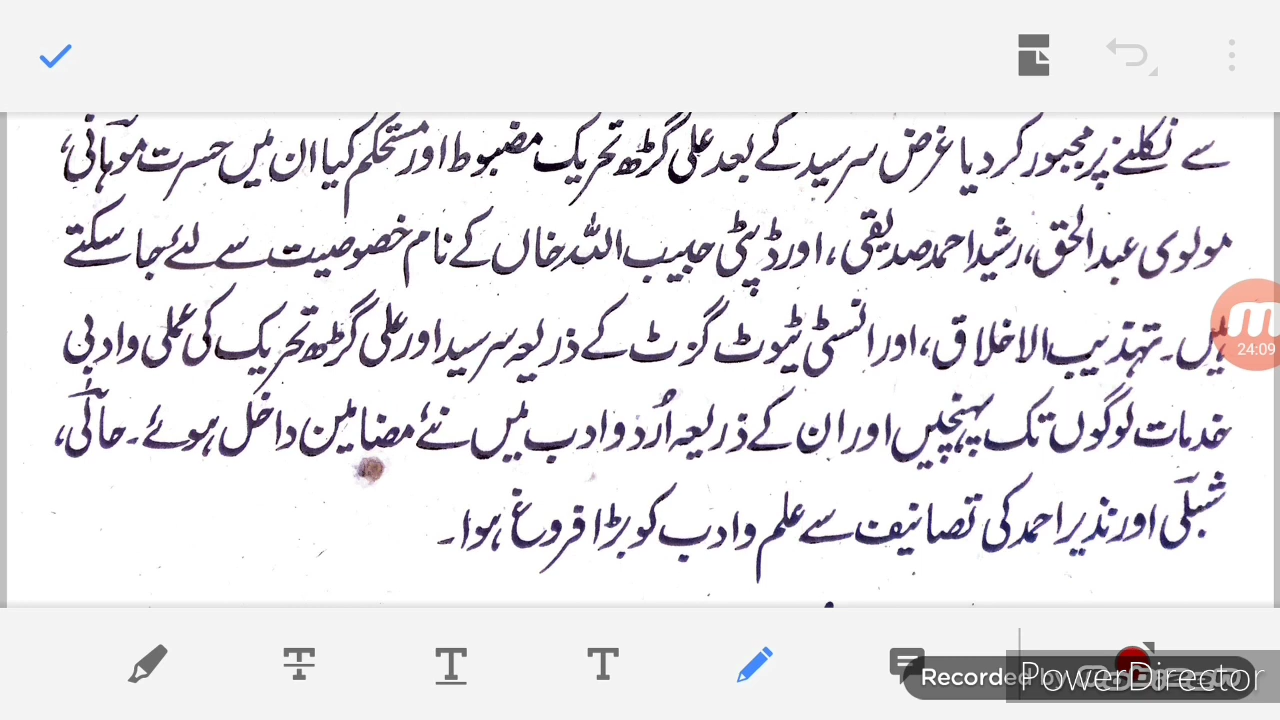 سے نکلنے پر مجبور کر دیا غرض سرسید کے بعد علی گڑھ تحریک مضبوط اور مستحکم کیا ان میں حسرت موہانی،
مولوی عبدالحق، رشید احمد صدیقی، اور ڈپٹی حبیب اللہ خاں کے نام خصوصیت سے لئے جا سکتے
ہیں۔ تہذیب الاخلاق، اور انسٹی ٹیوٹ گزٹ کے ذریعہ سرسید اور علی گڑھ تحریک کی عملی و ادبی
24:09
خدمات لوگوں تک پہنچیں اور ان کے ذریعہ اُردو ادب میں نئے مضامین داخل ہوئے۔ حالی،
شبلی اور نذیر احمد کی تصانیف سے علم و ادب کو بڑا فروغ ہوا۔
T T T
Recorded by
PowerDirector